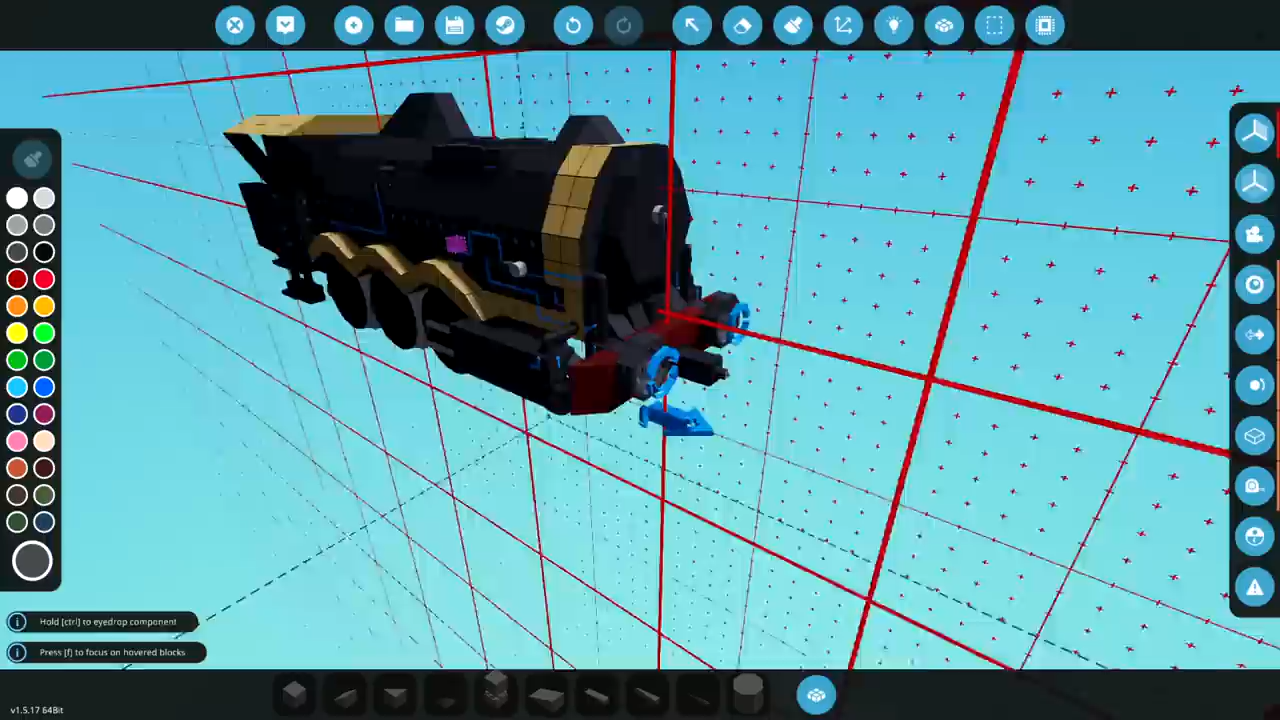 Hold [ctrl] to eyedrop component
Press [f] to focus on hovered blocks
v1.5.17 64Bit